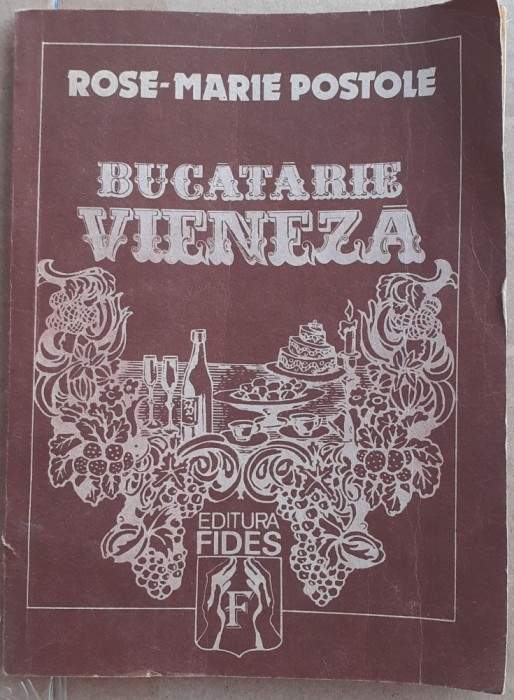 ROSE-MARIE POSTOLE
BUCATARIE
VIENEZĂ
EDITURA
FIDES
F